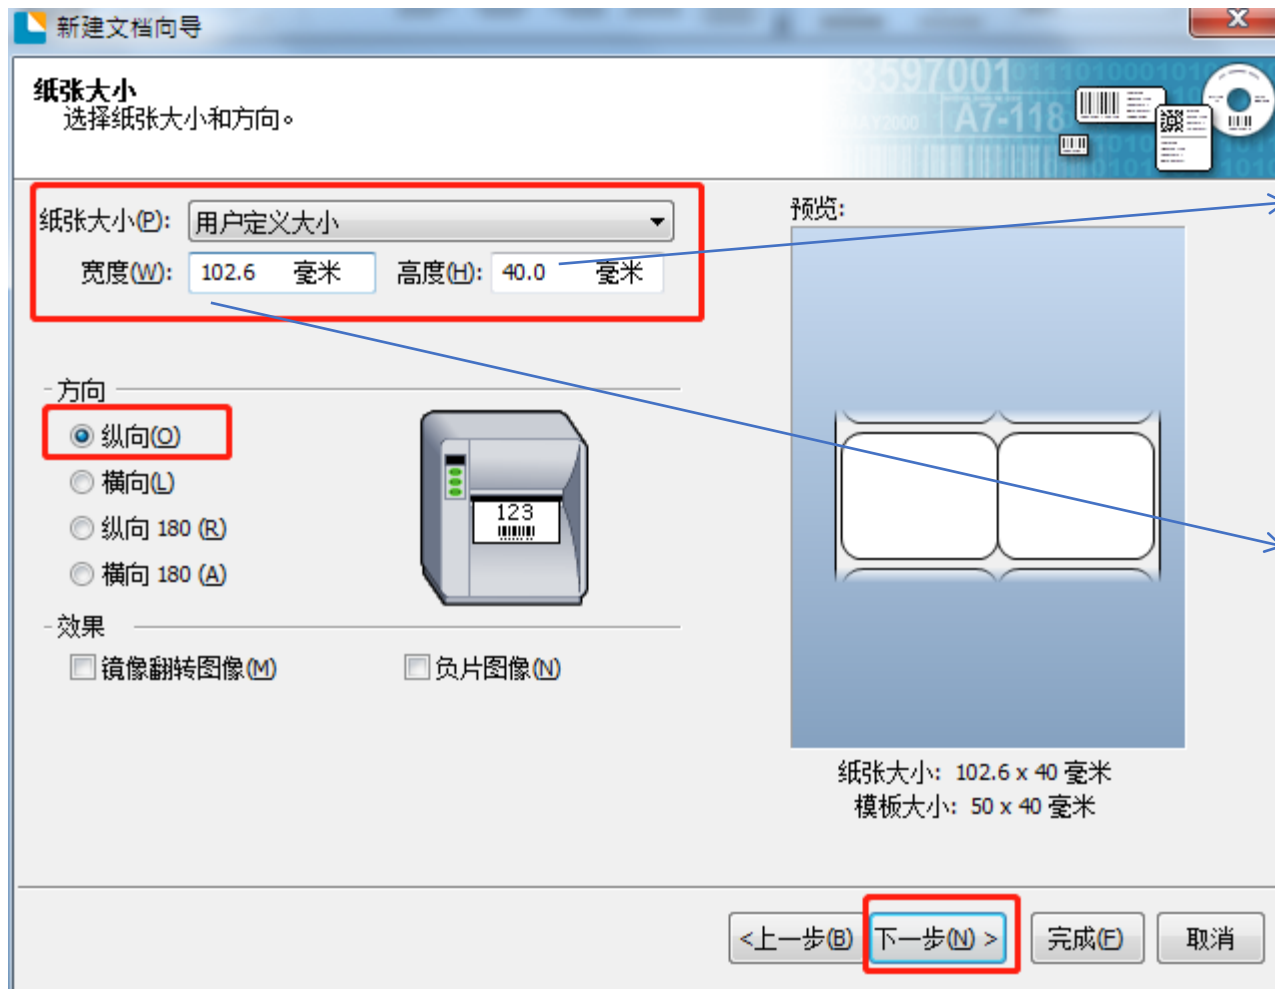 新建文档向导
纸张大小
选择纸张大小和方向。
3597001
A7-118
纸张大小(P): 用户定义大小
宽度(W): 102.6 毫米 高度(H): 40.0 毫米
预览:
方向
纵向(O)
横向(L)
纵向 180 (R)
横向 180 (A)
123
效果
镜像翻转图像(M) 负片图像(N)
纸张大小: 102.6 x 40 毫米
模板大小: 50 x 40 毫米
<上一步(B) 下一步(N) > 完成(F) 取消